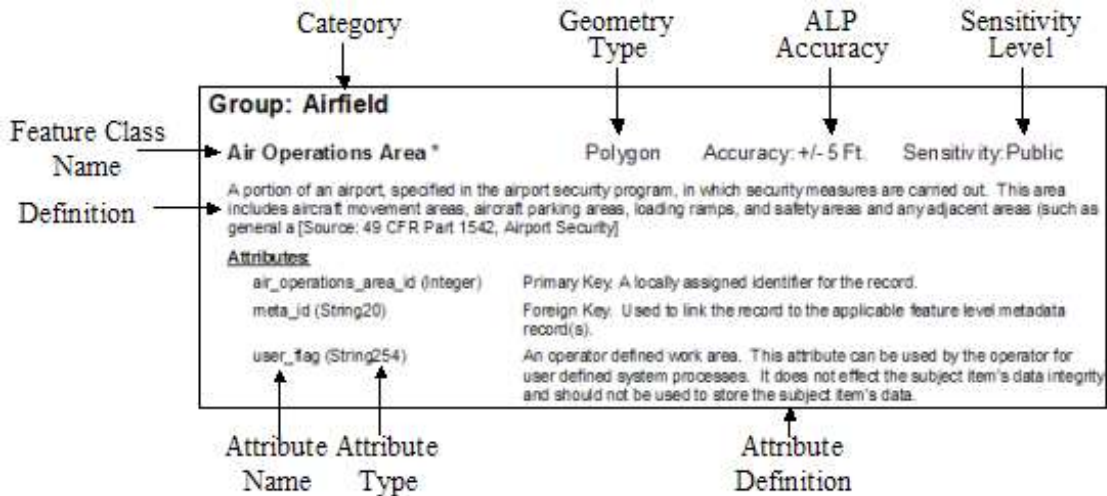 Category
Geometry
Type
ALP
Accuracy
Sensitivity
Level
Group: Airfield
Feature Class
Name
Air Operations Area * Polygon Accuracy: +/- 5 Ft. Sensitivity: Public
Definition
A portion of an airport, specified in the airport security program, in which security measures are carried out. This area
includes aircraft movement areas, aircraft parking areas, loading ramps, and safety areas and any adjacent areas (such as
general a [Source: 49 CFR Part 1542, Airport Security]
Attributes:
air_operations_area_id (Integer) Primary Key. A locally assigned identifier for the record.
meta_id (String20) Foreign Key. Used to link the record to the applicable feature level metadata
record(s).
user_flag (String254) An operator defined work area. This attribute can be used by the operator for
user defined system processes. It does not effect the subject item's data integrity
and should not be used to store the subject item's data.
Attribute
Name
Attribute
Type
Attribute
Definition